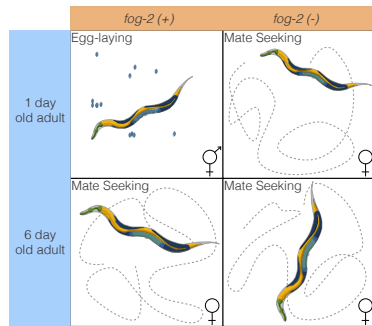 fog-2 (+)
fog-2 (-)
1 day
old adult
Egg-laying
Mate Seeking
6 day
old adult
Mate Seeking
Mate Seeking